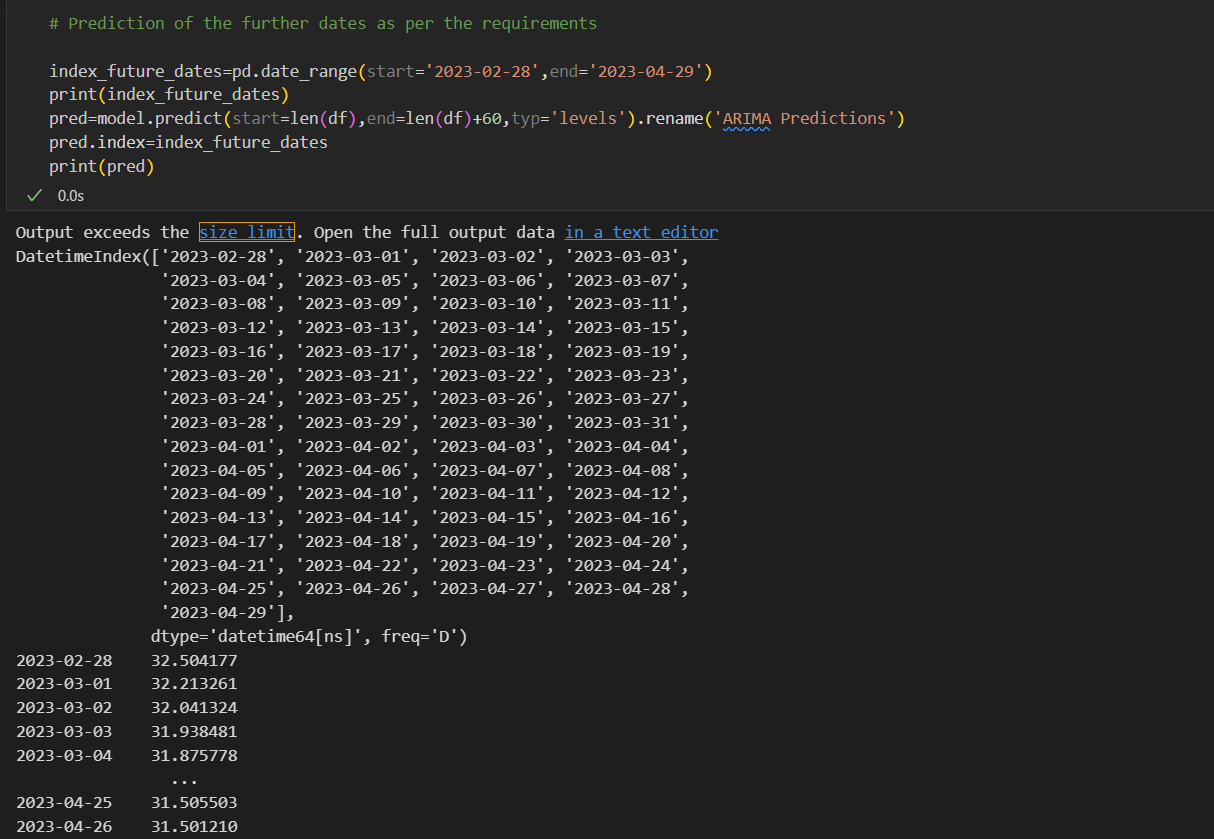 # Prediction of the further dates as per the requirements
index_future_dates=pd.date_range(start='2023-02-28',end='2023-04-29')
print(index_future_dates)
pred=model.predict(start=len(df),end=len(df)+60,typ='levels').rename('ARIMA Predictions')
pred.index=index_future_dates
print(pred)
0.0s
Output exceeds the size limit. Open the full output data in a text editor
DatetimeIndex(['2023-02-28', '2023-03-01', '2023-03-02', '2023-03-03',
'2023-03-04', '2023-03-05', '2023-03-06', '2023-03-07',
'2023-03-08', '2023-03-09', '2023-03-10', '2023-03-11',
'2023-03-12', '2023-03-13', '2023-03-14', '2023-03-15',
'2023-03-16', '2023-03-17', '2023-03-18', '2023-03-19',
'2023-03-20', '2023-03-21', '2023-03-22', '2023-03-23',
'2023-03-24', '2023-03-25', '2023-03-26', '2023-03-27',
'2023-03-28', '2023-03-29', '2023-03-30', '2023-03-31',
'2023-04-01', '2023-04-02', '2023-04-03', '2023-04-04',
'2023-04-05', '2023-04-06', '2023-04-07', '2023-04-08',
'2023-04-09', '2023-04-10', '2023-04-11', '2023-04-12',
'2023-04-13', '2023-04-14', '2023-04-15', '2023-04-16',
'2023-04-17', '2023-04-18', '2023-04-19', '2023-04-20',
'2023-04-21', '2023-04-22', '2023-04-23', '2023-04-24',
'2023-04-25', '2023-04-26', '2023-04-27', '2023-04-28',
'2023-04-29'],
dtype='datetime64[ns]', freq='D')
2023-02-28    32.504177
2023-03-01    32.213261
2023-03-02    32.041324
2023-03-03    31.938481
2023-03-04    31.875778
...
2023-04-25    31.505503
2023-04-26    31.501210